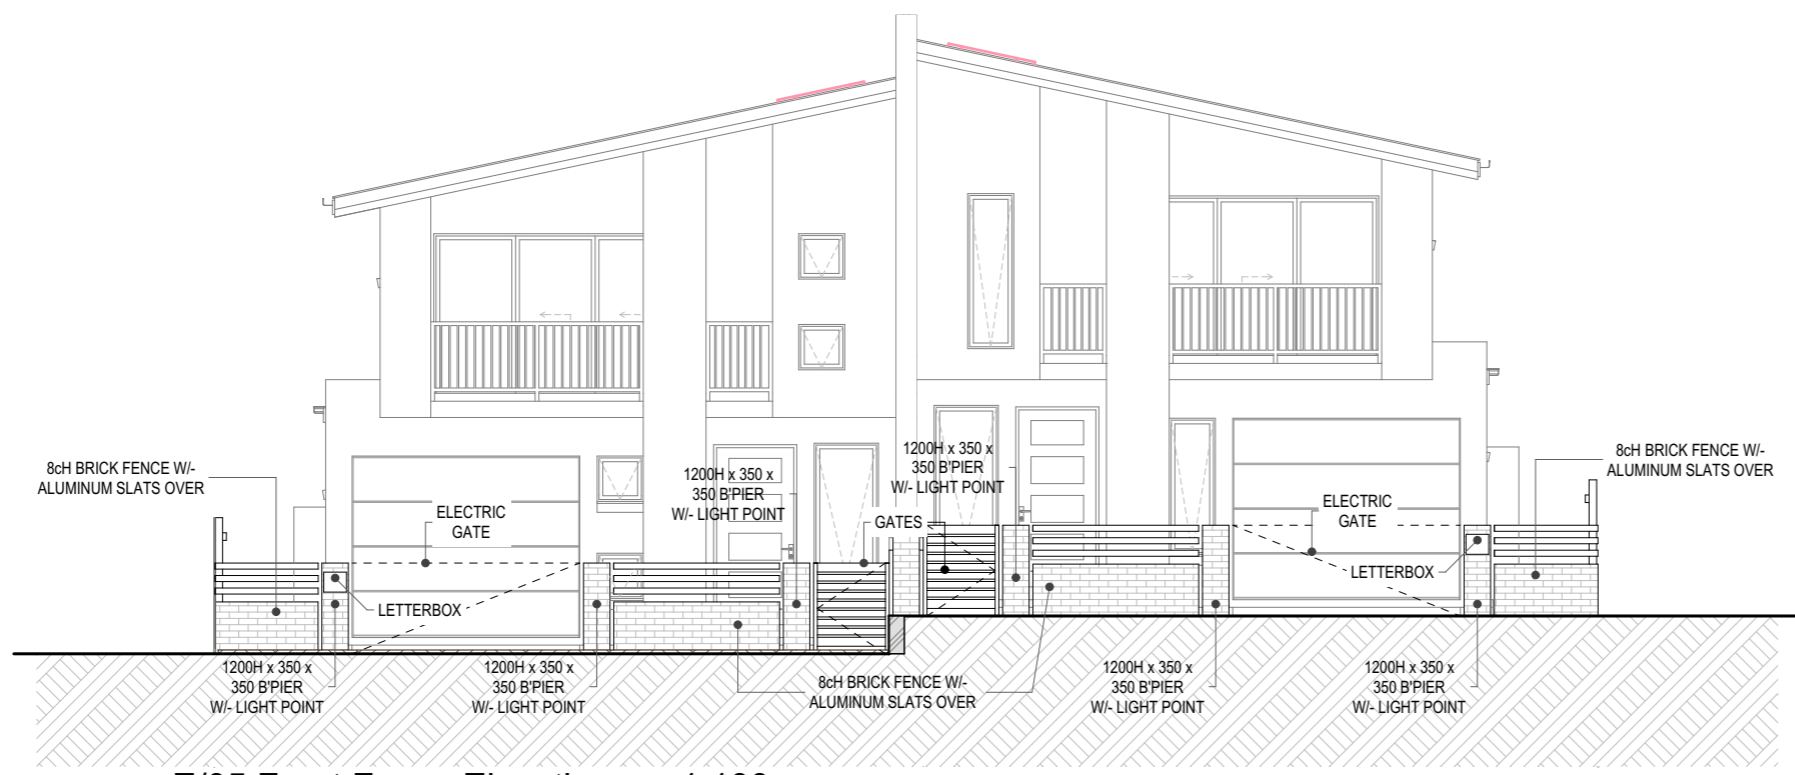 1200H x 350 x
350 B'PIER
W/- LIGHT POINT
8cH BRICK FENCE W/-
ALUMINUM SLATS OVER
8cH BRICK FENCE W/-
ALUMINUM SLATS OVER
1200H x 350 x
350 B'PIER
W/- LIGHT POINT
ELECTRIC
GATE
GATES
ELECTRIC
GATE
LETTERBOX
LETTERBOX
1200H x 350 x
350 B'PIER
W/- LIGHT POINT
1200H x 350 x
350 B'PIER
W/- LIGHT POINT
8cH BRICK FENCE W/-
ALUMINUM SLATS OVER
1200H x 350 x
350 B'PIER
W/- LIGHT POINT
1200H x 350 x
350 B'PIER
W/- LIGHT POINT